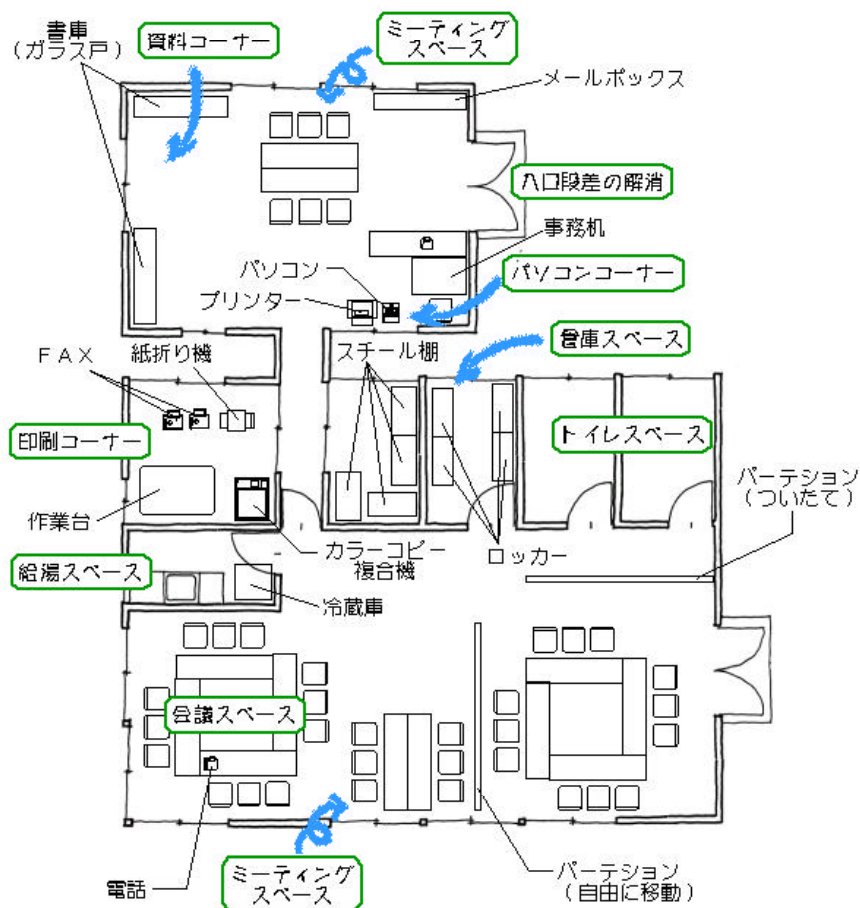 書庫
（ガラス戸）
資料コーナー
ミーティング
スペース
メールボックス
入口段差の解消
事務机
パソコン
プリンター
パソコンコーナー
倉庫スペース
スチール棚
FAX
紙折り機
印刷コーナー
トイレスペース
パーテション
（ついたて）
作業台
カラーコピー
複合機
ロッカー
給湯スペース
冷蔵庫
会議スペース
電話
ミーティング
スペース
パーテション
（自由に移動）